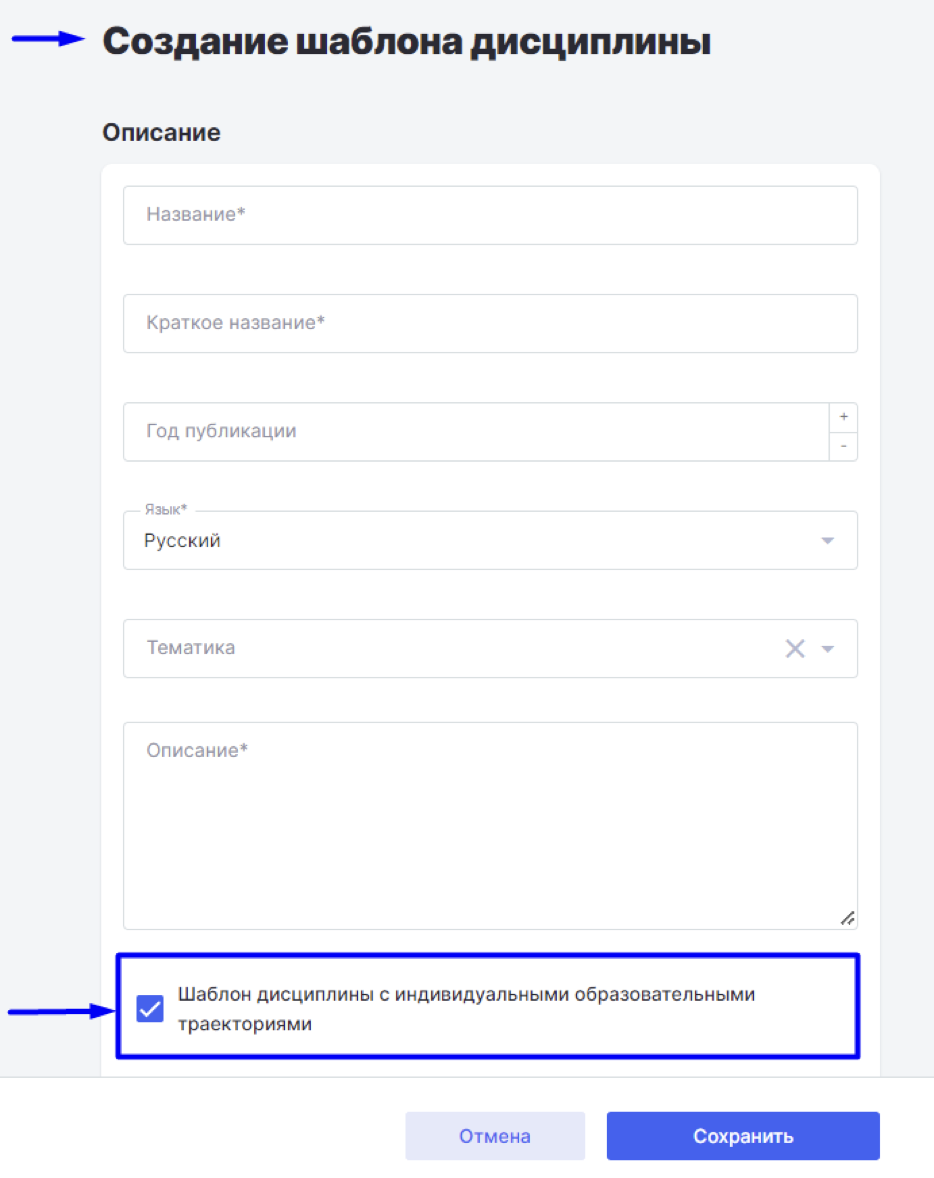 Создание шаблона дисциплины
Описание
Название*
Краткое название*
Год публикации
+
-
Язык*
Русский
Тематика
Описание*
Шаблон дисциплины с индивидуальными образовательными
траекториями
Отмена
Сохранить